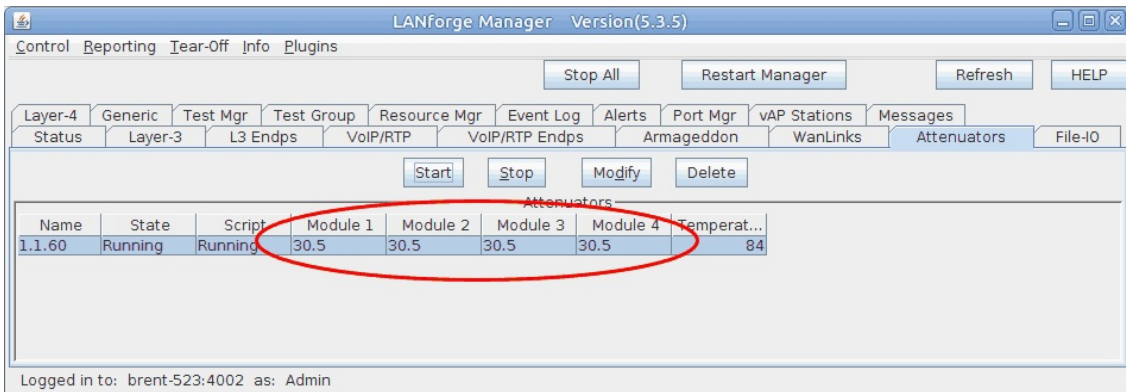 LANforge Manager Version(5.3.5)
Control Reporting Tear-Off Info Plugins
Stop All Restart Manager Refresh HELP
Layer-4 Generic Test Mgr Test Group Resource Mgr Event Log Alerts Port Mgr vAP Stations Messages
Status Layer-3 L3 Endps VoIP/RTP VoIP/RTP Endps Armageddon WanLinks Attenuators File-IO
Start Stop Modify Delete
Attenuators
Name State Script Module 1 Module 2 Module 3 Module 4 Temperat...
1.1.60 Running Running 30.5 30.5 30.5 30.5 84
Logged in to: brent-523:4002 as: Admin